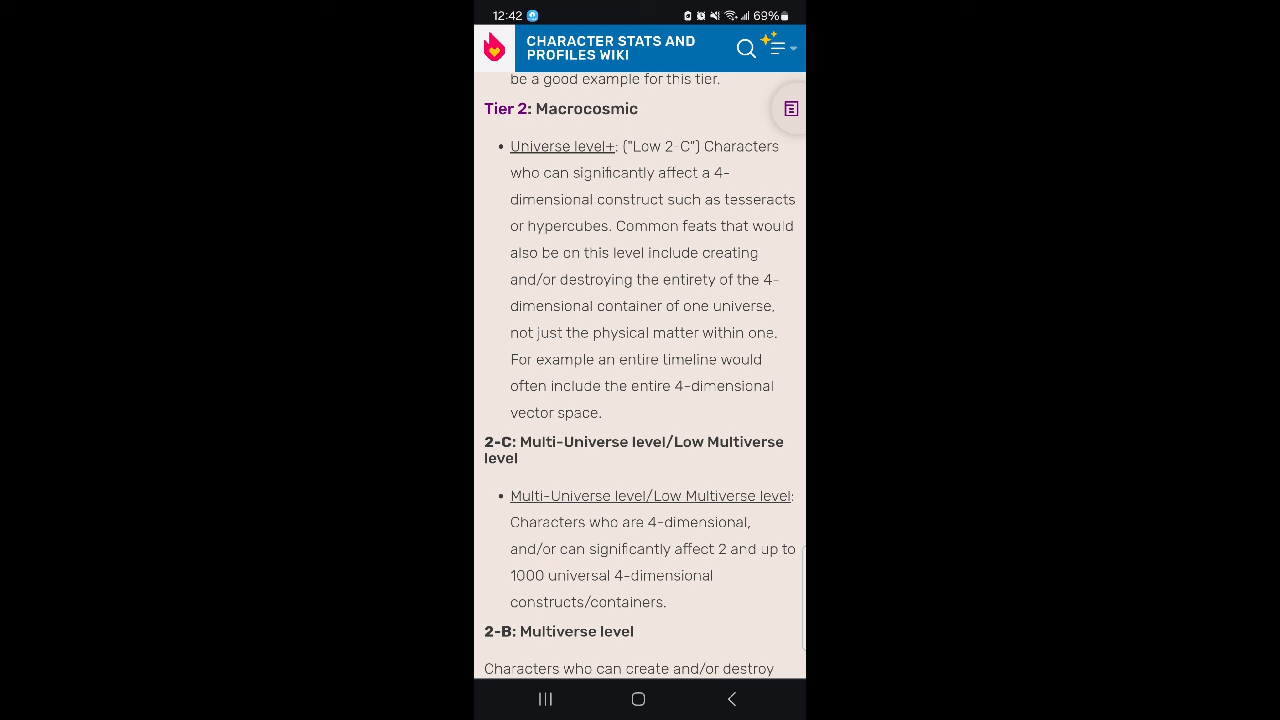 12:42 69%
CHARACTER STATS AND
PROFILES WIKI
be a good example for this tier.
Tier 2: Macrocosmic
• Universe level+: ("Low 2-C") Characters
who can significantly affect a 4-
dimensional construct such as tesseracts
or hypercubes. Common feats that would
also be on this level include creating
and/or destroying the entirety of the 4-
dimensional container of one universe,
not just the physical matter within one.
For example an entire timeline would
often include the entire 4-dimensional
vector space.
2-C: Multi-Universe level/Low Multiverse
level
• Multi-Universe level/Low Multiverse level:
Characters who are 4-dimensional,
and/or can significantly affect 2 and up to
1000 universal 4-dimensional
constructs/containers.
2-B: Multiverse level
Characters who can create and/or destroy